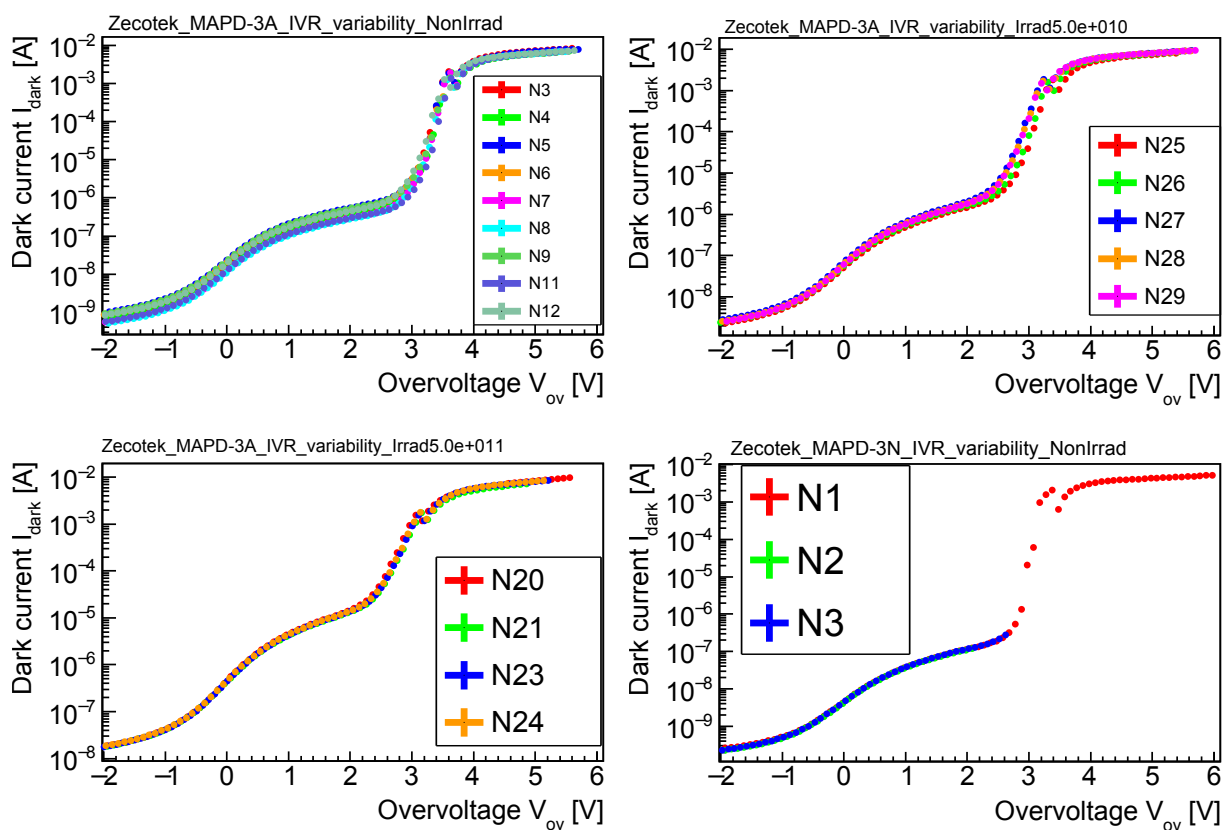 Zecotek_MAPD-3A_IVR_variability_NonIrrad
Dark current I_dark [A]
10⁻²
10⁻³
10⁻⁴
10⁻⁵
10⁻⁶
10⁻⁷
10⁻⁸
10⁻⁹
N3
N4
N5
N6
N7
N8
N9
N11
N12
−2 −1 0 1 2 3 4 5 6
Overvoltage V_ov [V]
Zecotek_MAPD-3A_IVR_variability_Irrad5.0e+010
Dark current I_dark [A]
10⁻²
10⁻³
10⁻⁴
10⁻⁵
10⁻⁶
10⁻⁷
10⁻⁸
N25
N26
N27
N28
N29
−2 −1 0 1 2 3 4 5 6
Overvoltage V_ov [V]
Zecotek_MAPD-3A_IVR_variability_Irrad5.0e+011
Dark current I_dark [A]
10⁻²
10⁻³
10⁻⁴
10⁻⁵
10⁻⁶
10⁻⁷
10⁻⁸
N20
N21
N23
N24
−2 −1 0 1 2 3 4 5 6
Overvoltage V_ov [V]
Zecotek_MAPD-3N_IVR_variability_NonIrrad
Dark current I_dark [A]
10⁻²
10⁻³
10⁻⁴
10⁻⁵
10⁻⁶
10⁻⁷
10⁻⁸
10⁻⁹
N1
N2
N3
−2 −1 0 1 2 3 4 5 6
Overvoltage V_ov [V]